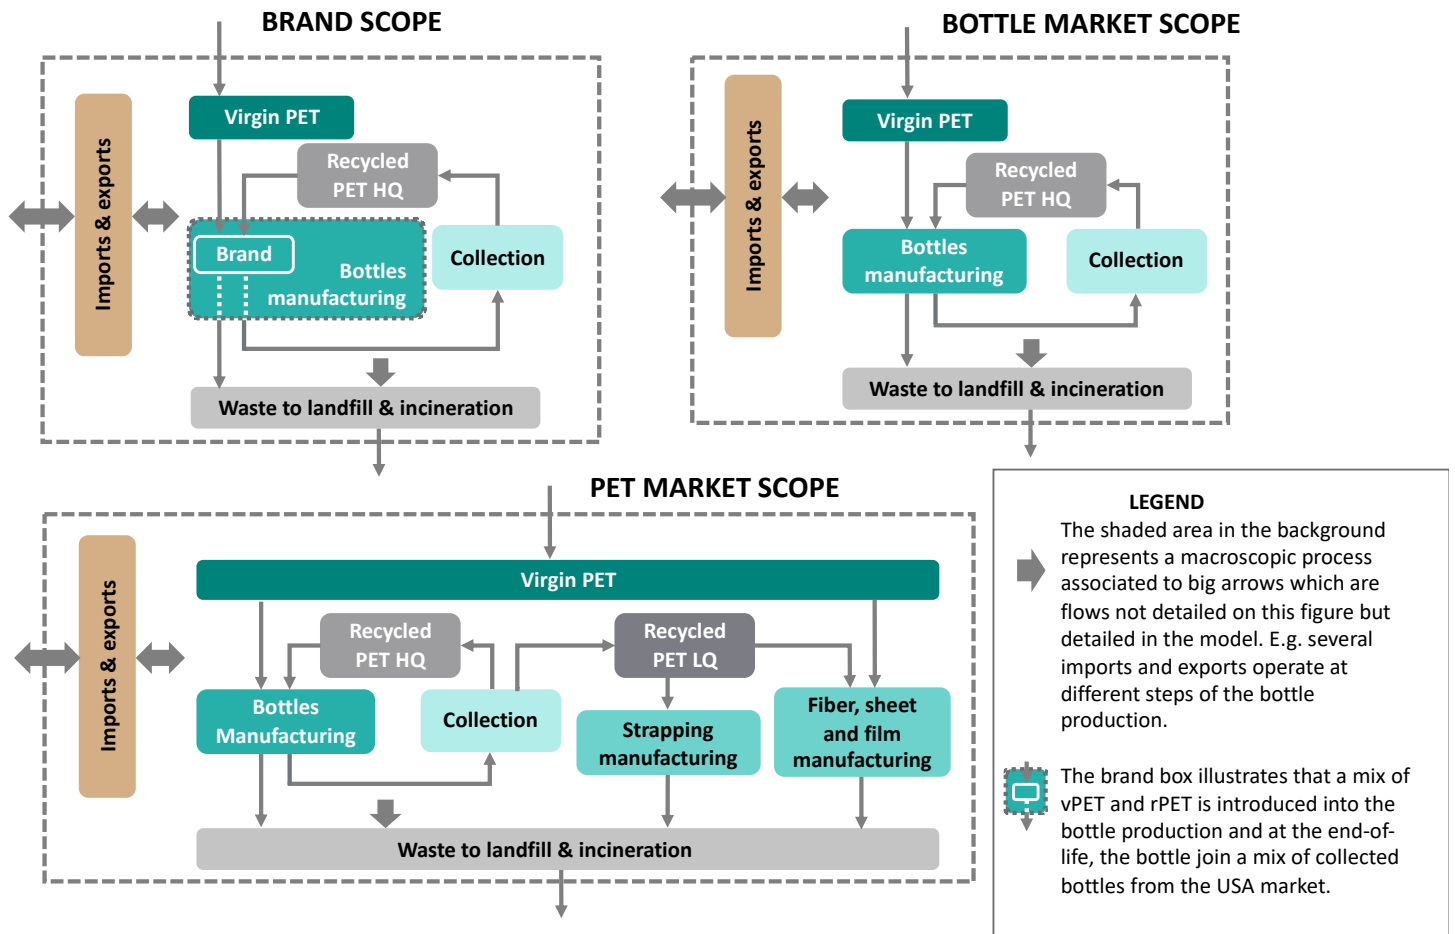 BRAND SCOPE
Imports & exports
Virgin PET
Recycled
PET HQ
Brand
Bottles
manufacturing
Collection
Waste to landfill & incineration
BOTTLE MARKET SCOPE
Imports & exports
Virgin PET
Recycled
PET HQ
Bottles
manufacturing
Collection
Waste to landfill & incineration
PET MARKET SCOPE
Imports & exports
Virgin PET
Recycled
PET HQ
Recycled
PET LQ
Bottles
Manufacturing
Collection
Strapping
manufacturing
Fiber, sheet
and film
manufacturing
Waste to landfill & incineration
LEGEND
The shaded area in the background
represents a macroscopic process
associated to big arrows which are
flows not detailed on this figure but
detailed in the model. E.g. several
imports and exports operate at
different steps of the bottle
production.
The brand box illustrates that a mix of
vPET and rPET is introduced into the
bottle production and at the end-of-
life, the bottle join a mix of collected
bottles from the USA market.